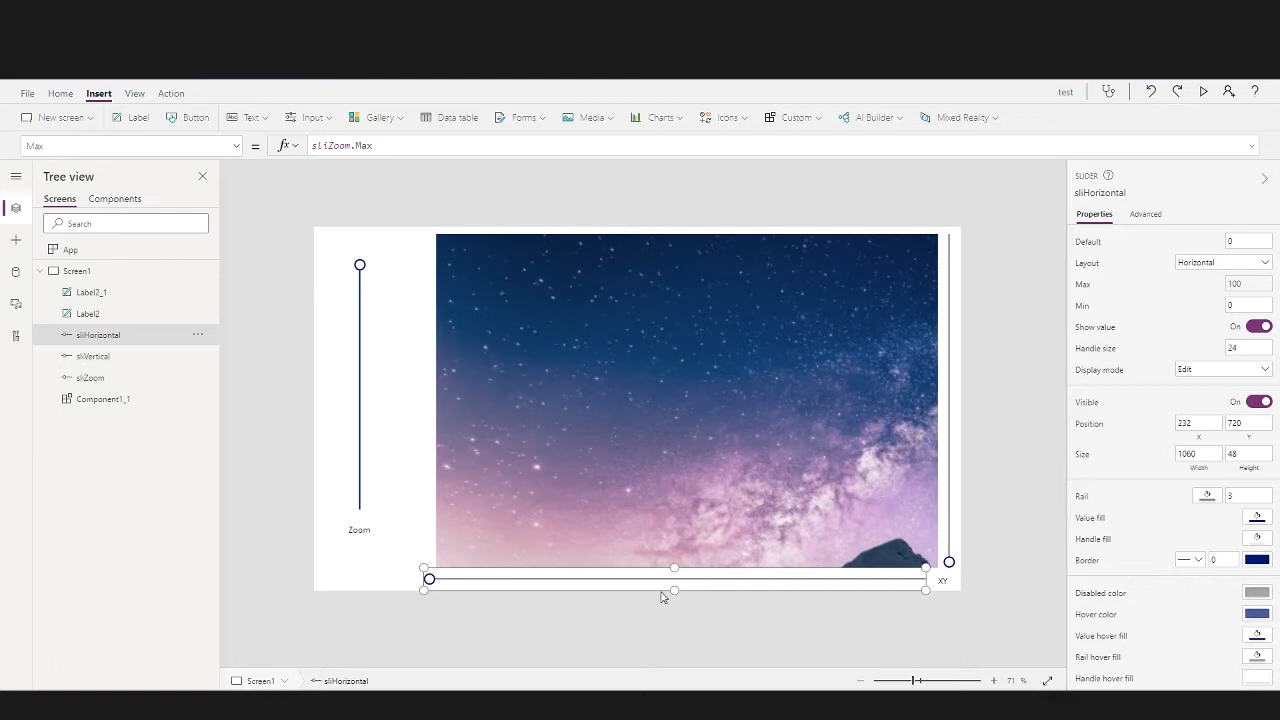 File Home Insert View Action test
New screen Label Button Text Input Gallery Data table Forms Media Charts Icons Custom AI Builder Mixed Reality
Max = fx sliZoom.Max
Tree view
Screens Components
Search
App
Screen1
Label2_1
Label2
sliHorizontal
sliVertical
sliZoom
Component1_1
Zoom
XY
SLIDER
sliHorizontal
Properties Advanced
Default 0
Layout Horizontal
Max 100
Min 0
Show value On
Handle size 24
Display mode Edit
Visible On
Position 232 720
X Y
Size 1060 48
Width Height
Rail 3
Value fill
Handle fill
Border 0
Disabled color
Hover color
Value hover fill
Rail hover fill
Handle hover fill
Screen1 sliHorizontal 71 %